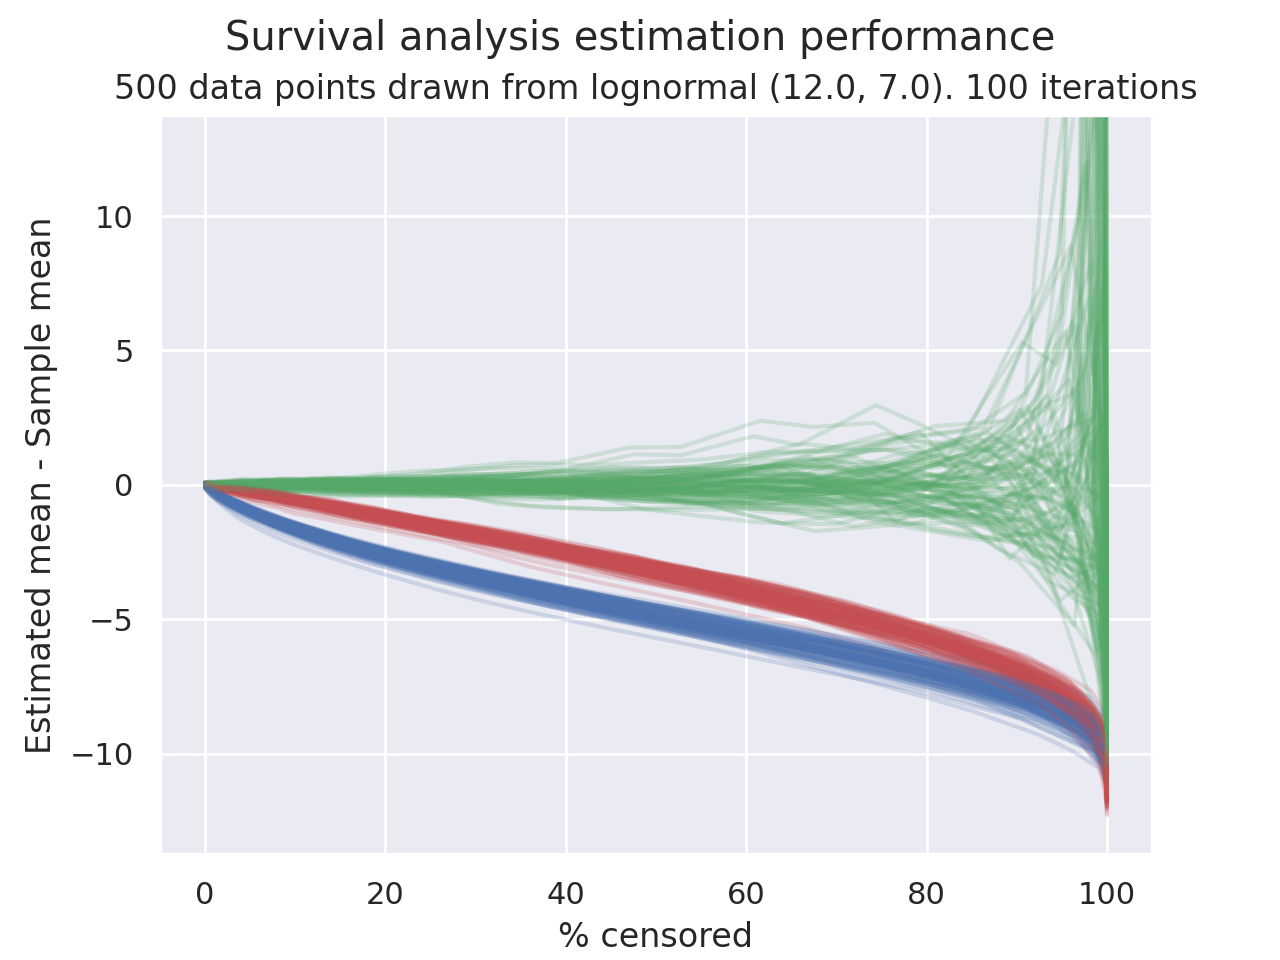 Survival analysis estimation performance
500 data points drawn from lognormal (12.0, 7.0). 100 iterations
Estimated mean - Sample mean
10
5
0
−5
−10
0 20 40 60 80 100
% censored